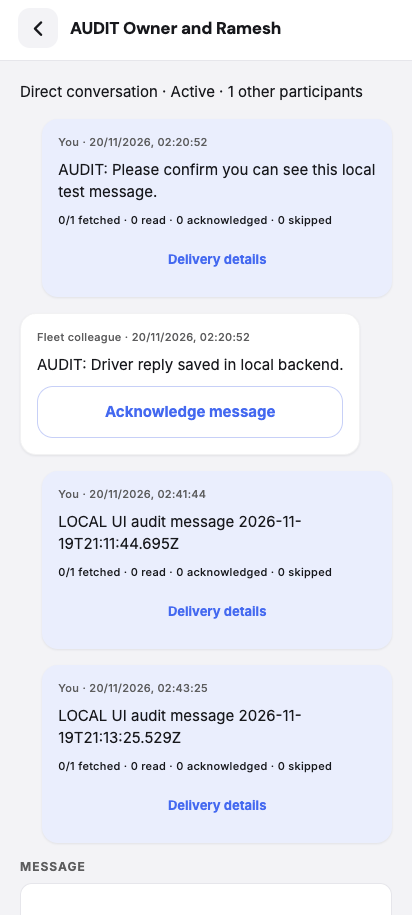 AUDIT Owner and Ramesh
Direct conversation · Active · 1 other participants
You · 20/11/2026, 02:20:52
AUDIT: Please confirm you can see this local
test message.
0/1 fetched · 0 read · 0 acknowledged · 0 skipped
Delivery details
Fleet colleague · 20/11/2026, 02:20:52
AUDIT: Driver reply saved in local backend.
Acknowledge message
You · 20/11/2026, 02:41:44
LOCAL UI audit message 2026-11-
19T21:11:44.695Z
0/1 fetched · 0 read · 0 acknowledged · 0 skipped
Delivery details
You · 20/11/2026, 02:43:25
LOCAL UI audit message 2026-11-
19T21:13:25.529Z
0/1 fetched · 0 read · 0 acknowledged · 0 skipped
Delivery details
MESSAGE